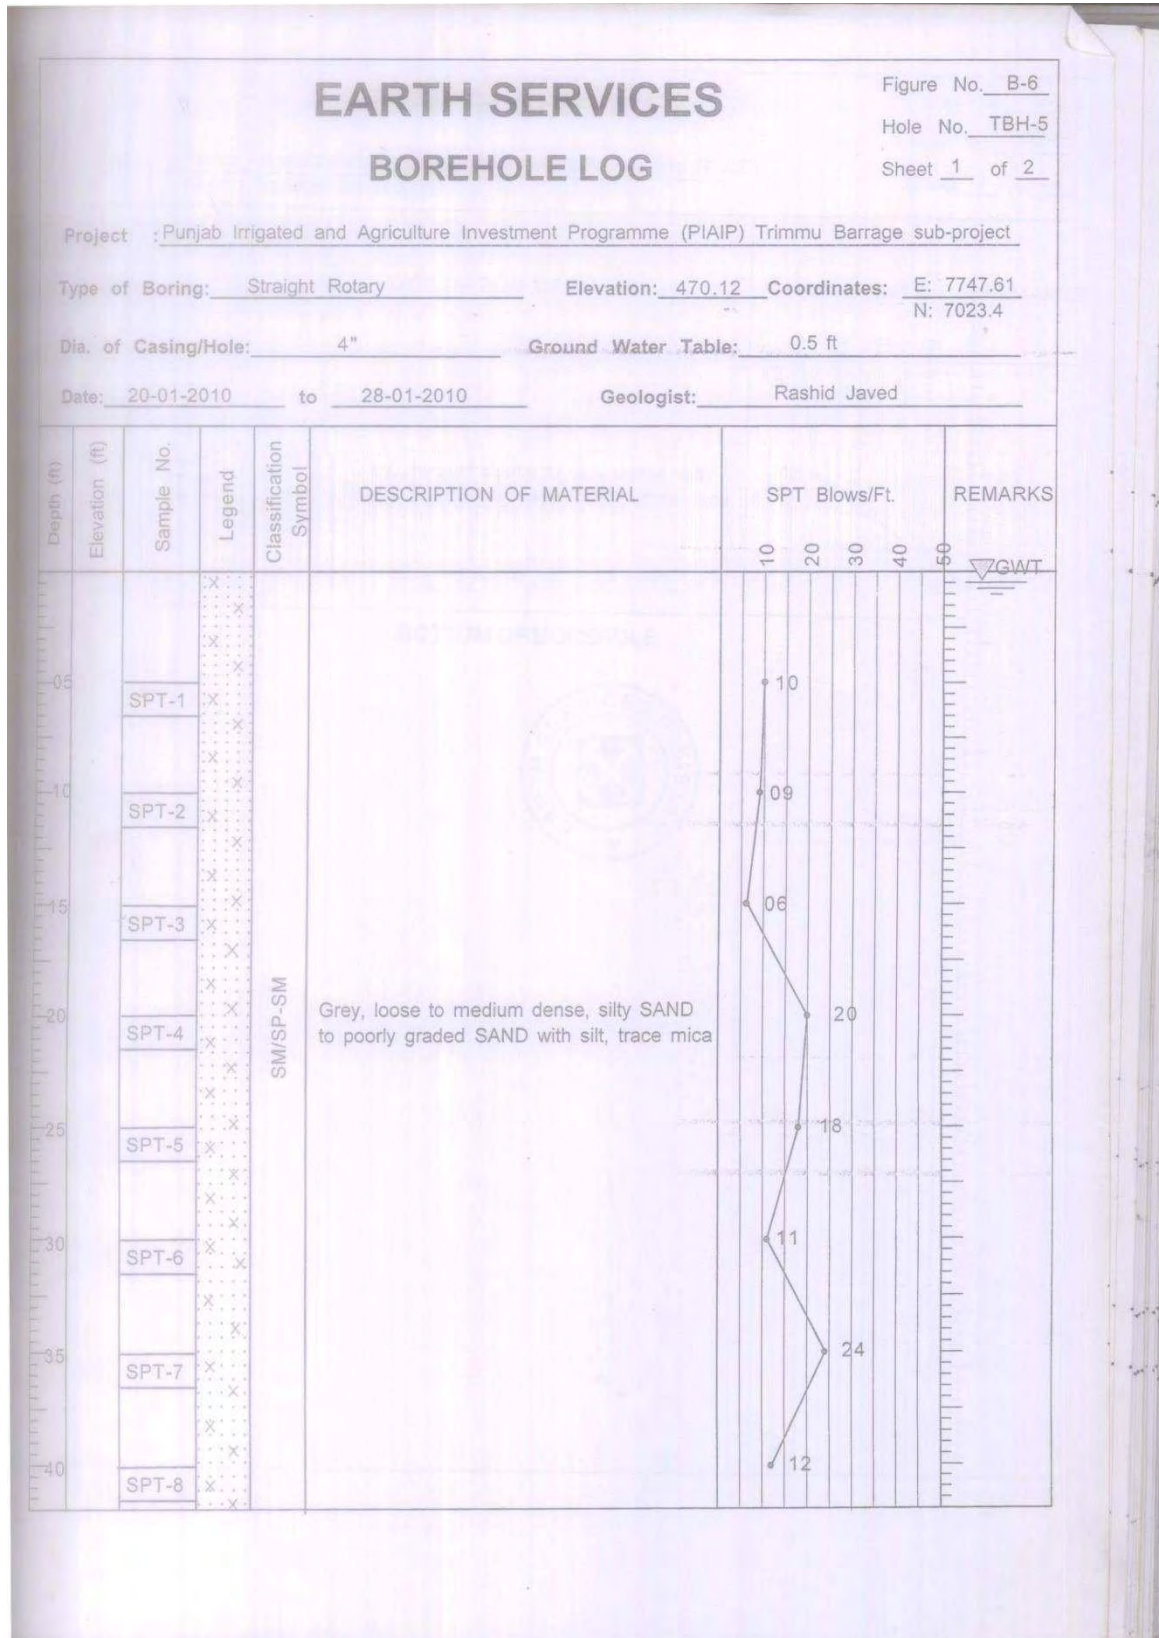 EARTH SERVICES
BOREHOLE LOG
Figure No. B-6
Hole No. TBH-5
Sheet 1 of 2
Project : Punjab Irrigated and Agriculture Investment Programme (PIAIP) Trimmu Barrage sub-project
Type of Boring: Straight Rotary Elevation: 470.12 Coordinates: E: 7747.61
N: 7023.4
Dia. of Casing/Hole: 4" Ground Water Table: 0.5 ft
Date: 20-01-2010 to 28-01-2010 Geologist: Rashid Javed
Depth (ft)
Elevation (ft)
Sample No.
Legend
Classification
Symbol
DESCRIPTION OF MATERIAL
SPT Blows/Ft.
REMARKS
10 20 30 40 50
GWT
05
SPT-1
10
10
SPT-2
09
15
SPT-3
06
20
SPT-4
20
SM/SP-SM
Grey, loose to medium dense, silty SAND
to poorly graded SAND with silt, trace mica
25
SPT-5
18
30
SPT-6
11
35
SPT-7
24
40
SPT-8
12